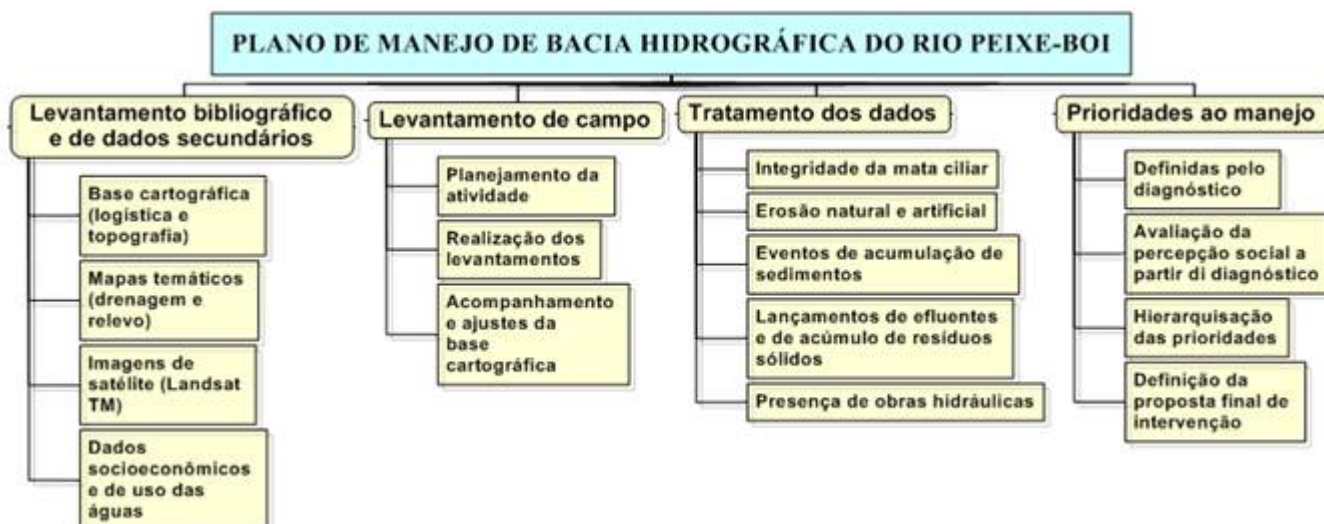 PLANO DE MANEJO DE BACIA HIDROGRÁFICA DO RIO PEIXE-BOI
Levantamento bibliográfico
e de dados secundários
Base cartográfica
(logística e
topografia)
Mapas temáticos
(drenagem e
relevo)
Imagens de
satélite (Landsat
TM)
Dados
socioeconômicos
e de uso das
águas
Levantamento de campo
Planejamento da
atividade
Realização dos
levantamentos
Acompanhamento
e ajustes da
base
cartográfica
Tratamento dos dados
Integridade da mata ciliar
Erosão natural e artificial
Eventos de acumulação de
sedimentos
Lançamentos de efluentes
e de acúmulo de resíduos
sólidos
Presença de obras hidráulicas
Prioridades ao manejo
Definidas pelo
diagnóstico
Avaliação da
percepção social a
partir di diagnóstico
Hierarquisação
das prioridades
Definição da
proposta final de
intervenção